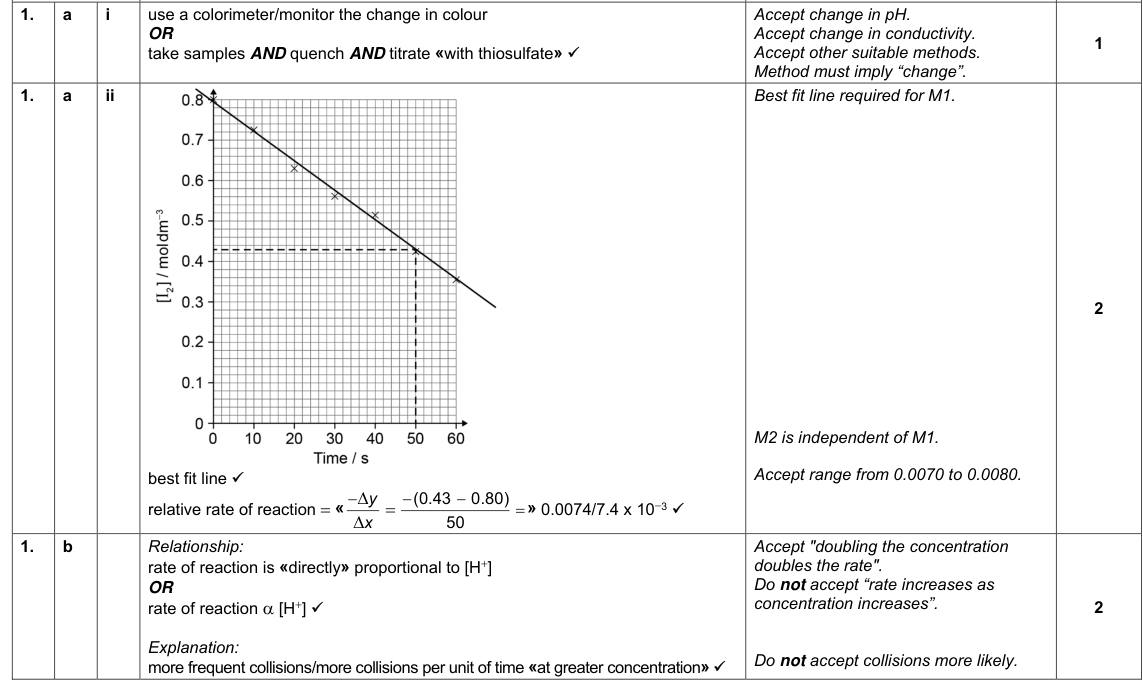 1. a i use a colorimeter/monitor the change in colour
OR
take samples AND quench AND titrate «with thiosulfate» ✓
Accept change in pH.
Accept change in conductivity.
Accept other suitable methods.
Method must imply “change”.
1
1. a ii
0.8
0.7
0.6
0.5
0.4
0.3
0.2
0.1
0
[I₂] / mol dm⁻³
0 10 20 30 40 50 60
Time / s
best fit line ✓
relative rate of reaction = « −Δy / Δx = −(0.43 − 0.80) / 50 = » 0.0074/7.4 x 10⁻³ ✓
Best fit line required for M1.
M2 is independent of M1.
Accept range from 0.0070 to 0.0080.
2
1. b Relationship:
rate of reaction is «directly» proportional to [H⁺]
OR
rate of reaction α [H⁺] ✓
Explanation:
more frequent collisions/more collisions per unit of time «at greater concentration» ✓
Accept "doubling the concentration
doubles the rate".
Do not accept “rate increases as
concentration increases”.
Do not accept collisions more likely.
2